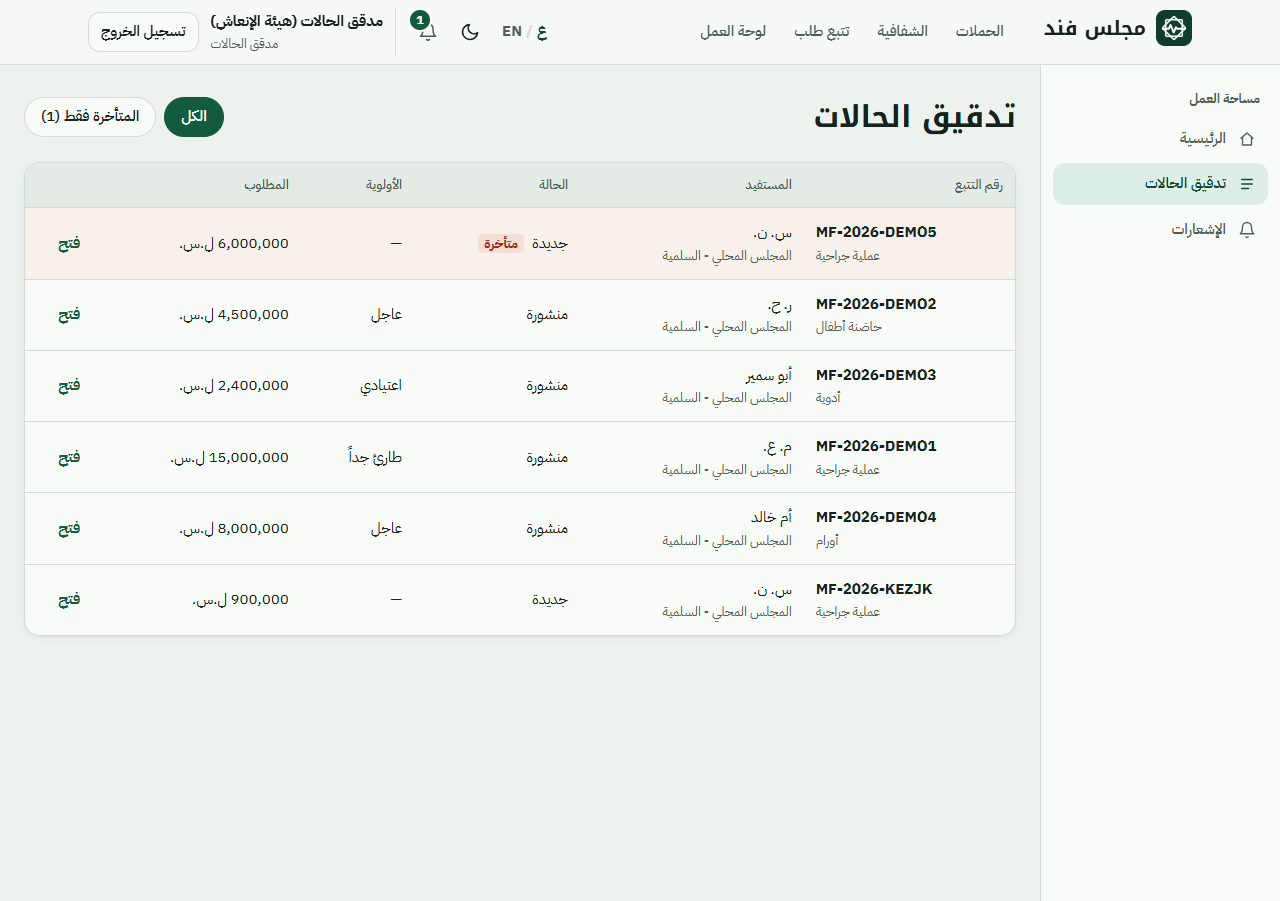 مجلس فند
الحملات
الشفافية
تتبع طلب
لوحة العمل
ع / EN
1
مدقق الحالات (هيئة الإنعاش)
مدقق الحالات
تسجيل الخروج
مساحة العمل
الرئيسية
تدقيق الحالات
الإشعارات
تدقيق الحالات
الكل
المتأخرة فقط (1)
رقم التتبع المستفيد الحالة الأولوية المطلوب
MF-2026-DEMO5 س. ن. جديدة متأخرة — 6,000,000 ل.س. فتح
عملية جراحية المجلس المحلي - السلمية
MF-2026-DEMO2 ر. ح. منشورة عاجل 4,500,000 ل.س. فتح
حاضنة أطفال المجلس المحلي - السلمية
MF-2026-DEMO3 أبو سمير منشورة اعتيادي 2,400,000 ل.س. فتح
أدوية المجلس المحلي - السلمية
MF-2026-DEMO1 م. ع. منشورة طارئ جداً 15,000,000 ل.س. فتح
عملية جراحية المجلس المحلي - السلمية
MF-2026-DEMO4 أم خالد منشورة عاجل 8,000,000 ل.س. فتح
أورام المجلس المحلي - السلمية
MF-2026-KEZJK س. ن. جديدة — 900,000 ل.س. فتح
عملية جراحية المجلس المحلي - السلمية